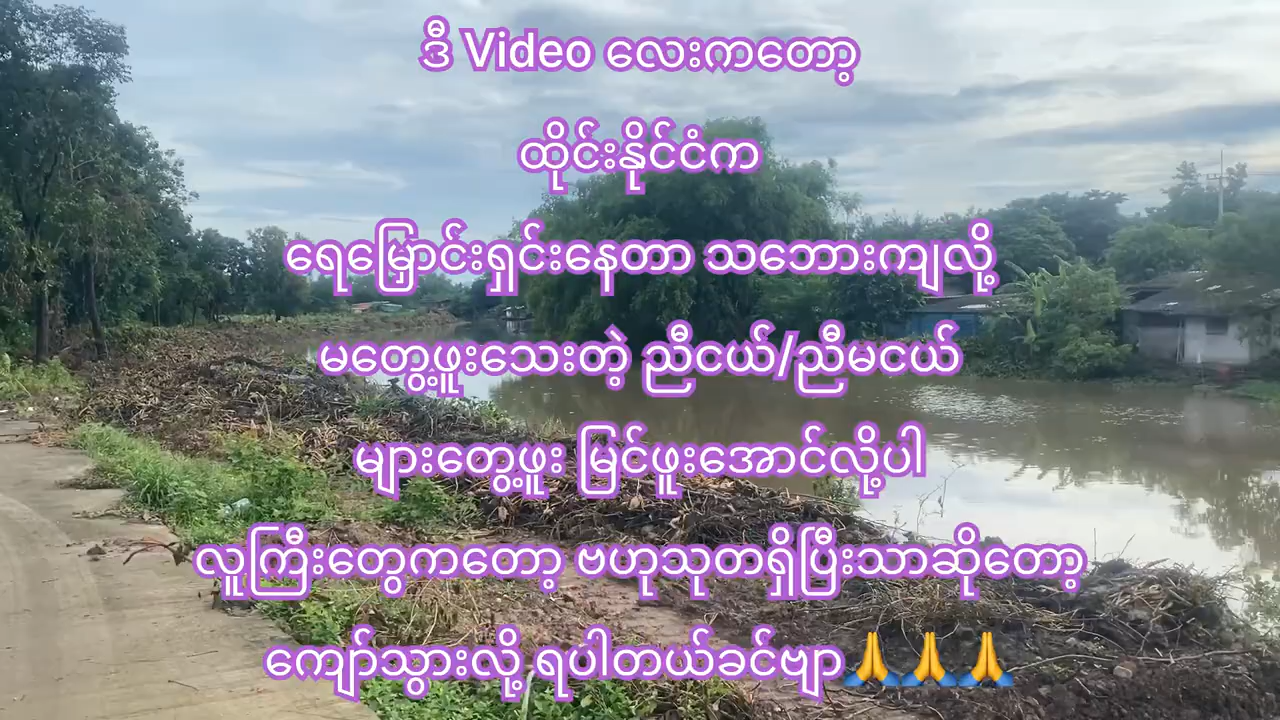 ဒီ Video လေးကတော့
ထိုင်းနိုင်ငံက
ရေမြှောင်းရှင်းနေတာ သဘေားကျလို့
မတွေ့ဖူးသေးတဲ့ ညီငယ်/ညီမငယ်
များတွေ့ဖူး မြင်ဖူးအောင်လို့ပါ
လူကြီးတွေကတော့ ဗဟုသုတရှိပြီးသာဆိုတော့
ကျော်သွားလို့ ရပါတယ်ခင်ဗျာ🙏🙏🙏